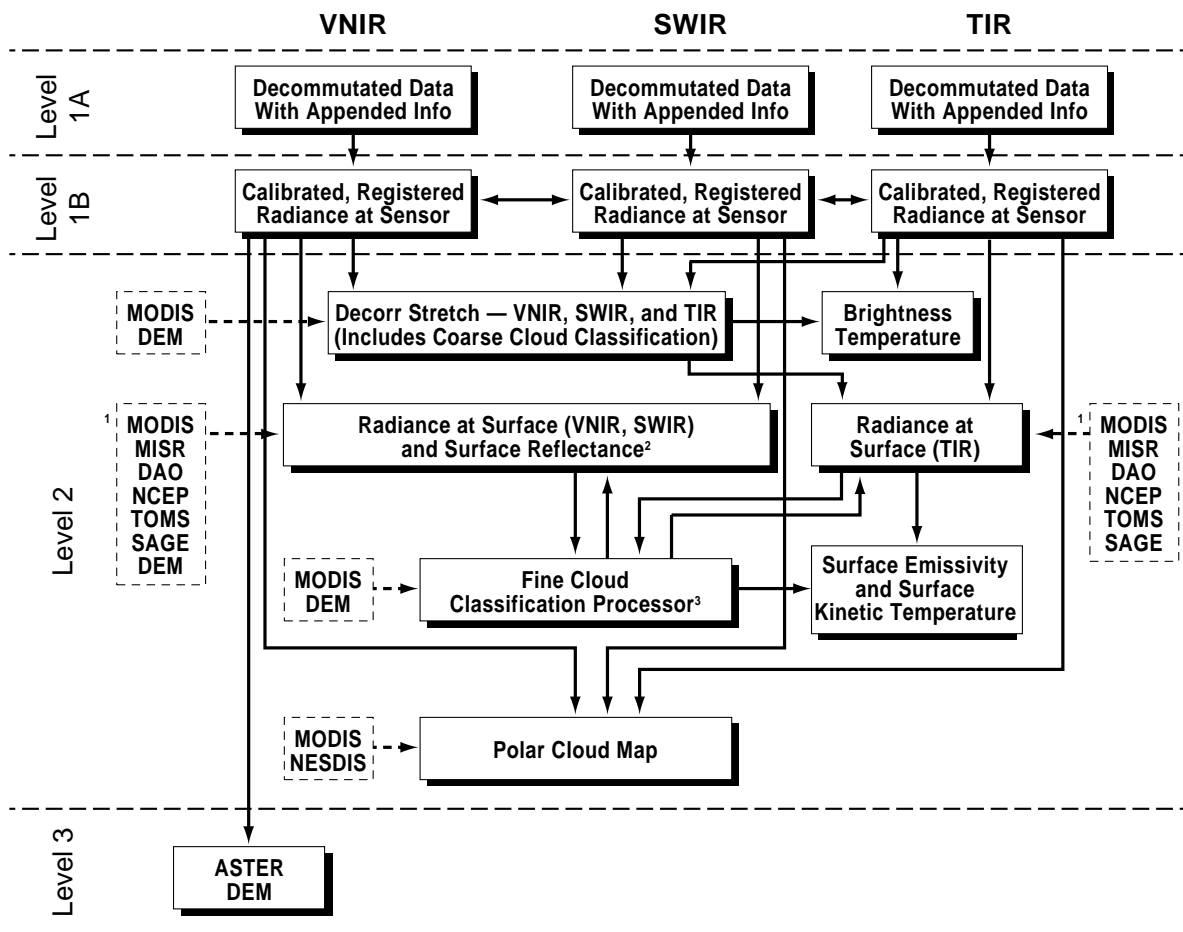 VNIR SWIR TIR
Level
1A
Decommutated Data
With Appended Info
Decommutated Data
With Appended Info
Decommutated Data
With Appended Info
Level
1B
Calibrated, Registered
Radiance at Sensor
Calibrated, Registered
Radiance at Sensor
Calibrated, Registered
Radiance at Sensor
Level 2
MODIS
DEM
Decorr Stretch — VNIR, SWIR, and TIR
(Includes Coarse Cloud Classification)
Brightness
Temperature
1
MODIS
MISR
DAO
NCEP
TOMS
SAGE
DEM
Radiance at Surface (VNIR, SWIR)
and Surface Reflectance²
Radiance at
Surface (TIR)
1
MODIS
MISR
DAO
NCEP
TOMS
SAGE
MODIS
DEM
Fine Cloud
Classification Processor³
Surface Emissivity
and Surface
Kinetic Temperature
MODIS
NESDIS
Polar Cloud Map
Level 3
ASTER
DEM